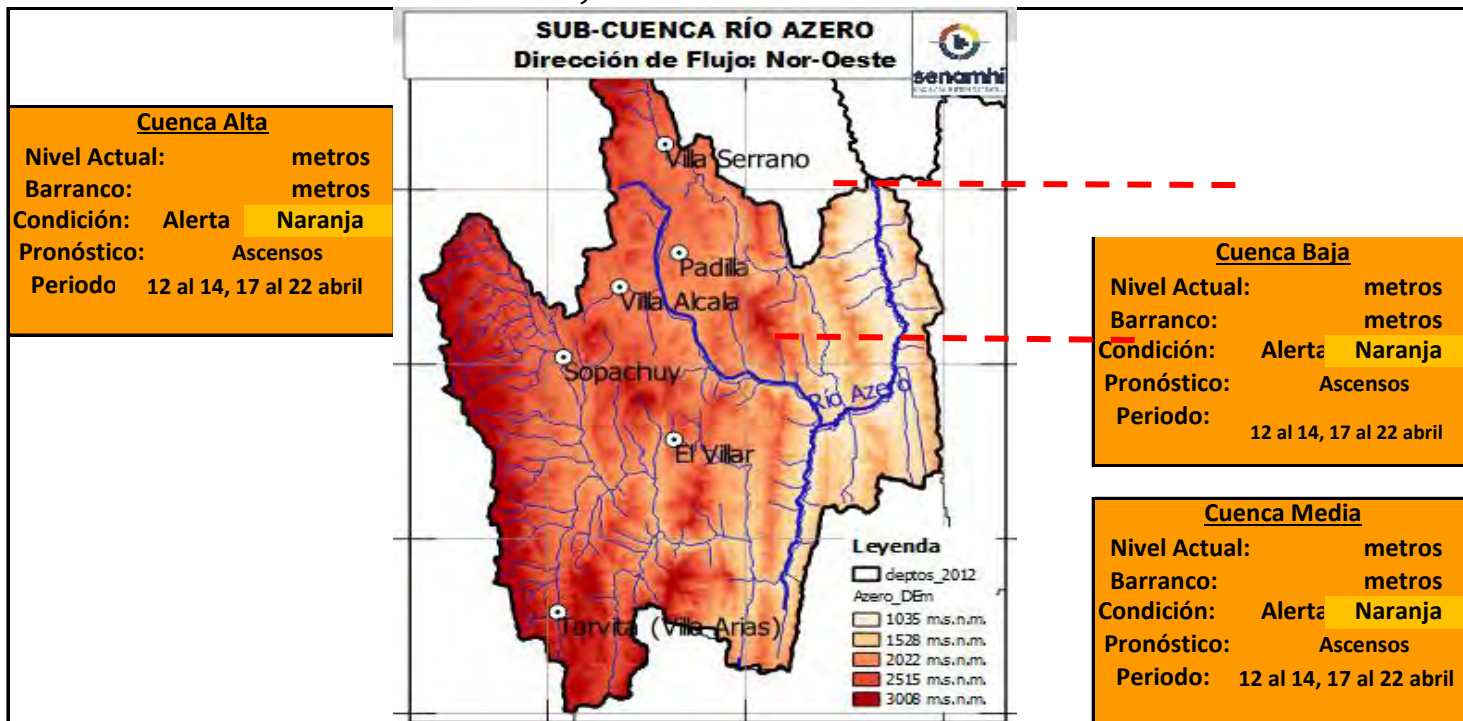 SUB-CUENCA RÍO AZERO
Dirección de Flujo: Nor-Oeste
senamhi
Cuenca Alta
Nivel Actual: metros
Barranco: metros
Condición: Alerta Naranja
Pronóstico: Ascensos
Periodo 12 al 14, 17 al 22 abril
Villa Serrano
Padilla
Villa Alcala
Sopachuy
Río Azero
El Villar
Tarvita (Villa Arias)
Leyenda
deptos_2012
Azero_DEm
1035 m.s.n.m.
1528 m.s.n.m.
2022 m.s.n.m.
2515 m.s.n.m.
3008 m.s.n.m.
Cuenca Baja
Nivel Actual: metros
Barranco: metros
Condición: Alerta Naranja
Pronóstico: Ascensos
Periodo:
12 al 14, 17 al 22 abril
Cuenca Media
Nivel Actual: metros
Barranco: metros
Condición: Alerta Naranja
Pronóstico: Ascensos
Periodo: 12 al 14, 17 al 22 abril